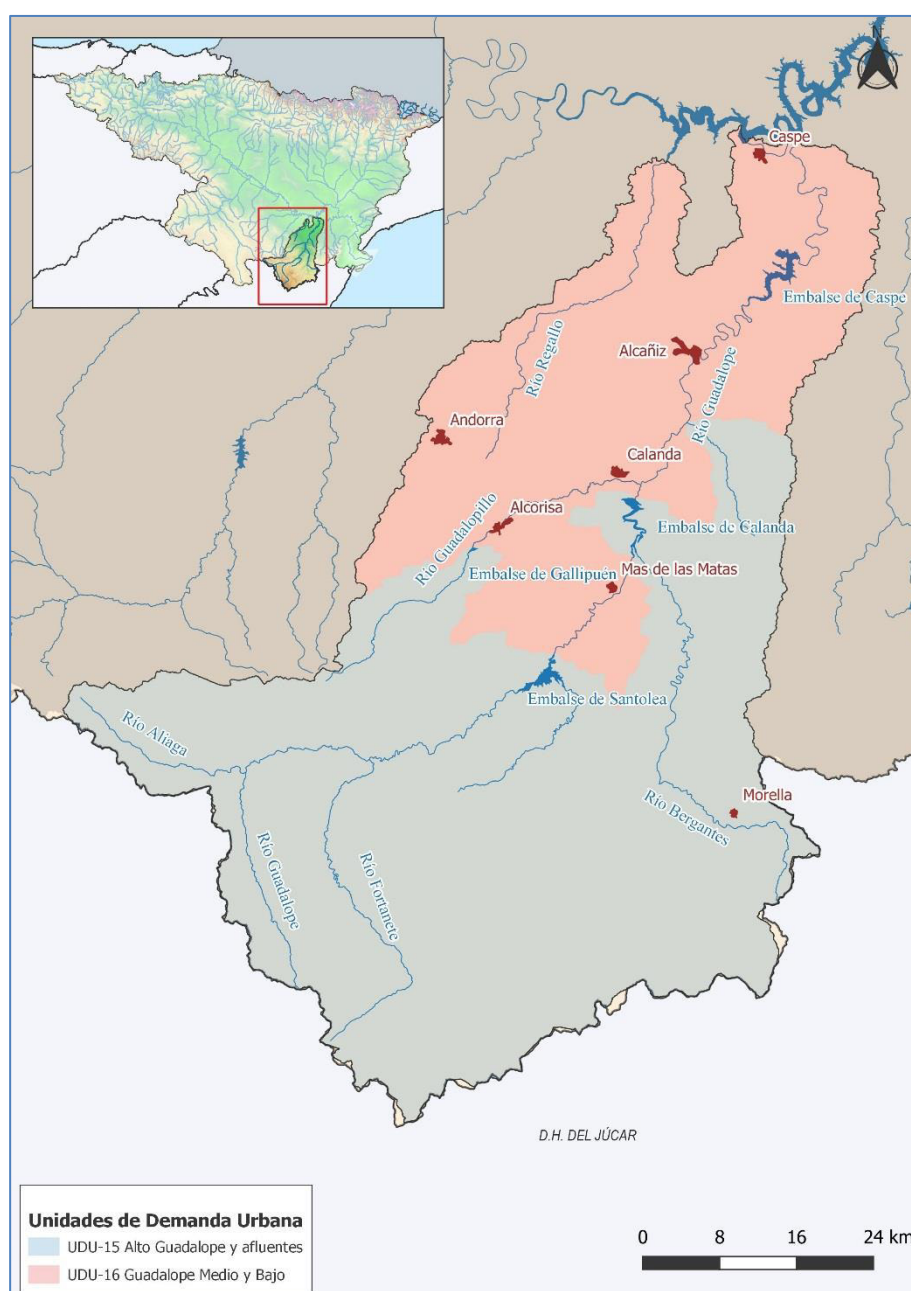 N
Caspe
Embalse de Caspe
Río Regallo
Alcañiz
Río Guadalope
Andorra
Calanda
Alcorisa
Embalse de Calanda
Río Guadalopillo
Embalse de Gallipuén
Mas de las Matas
Embalse de Santolea
Río Aliaga
Morella
Río Bergantes
Río Guadalope
Río Fortanete
D.H. DEL JÚCAR
Unidades de Demanda Urbana
UDU-15 Alto Guadalope y afluentes
UDU-16 Guadalope Medio y Bajo
0 8 16 24 km